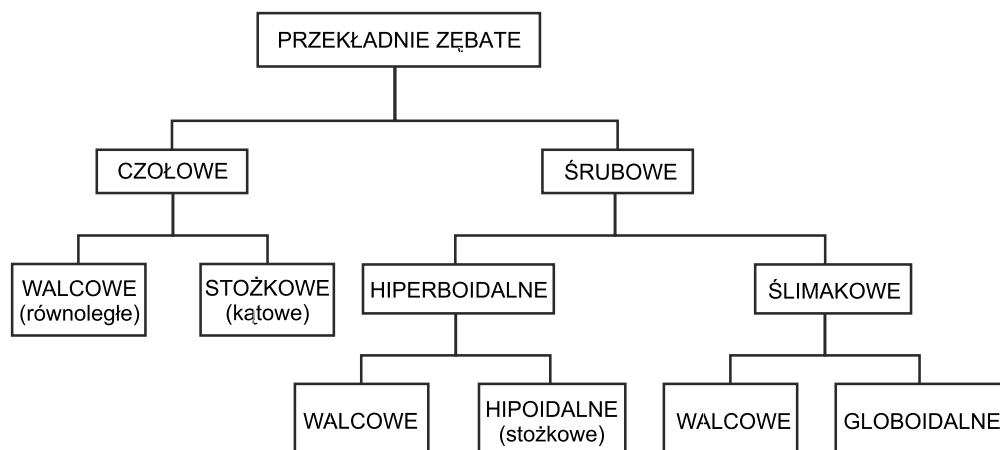 PRZEKŁADNIE ZĘBATE
CZOŁOWE
ŚRUBOWE
WALCOWE
(równoległe)
STOŻKOWE
(kątowe)
HIPERBOIDALNE
ŚLIMAKOWE
WALCOWE
HIPOIDALNE
(stożkowe)
WALCOWE
GLOBOIDALNE